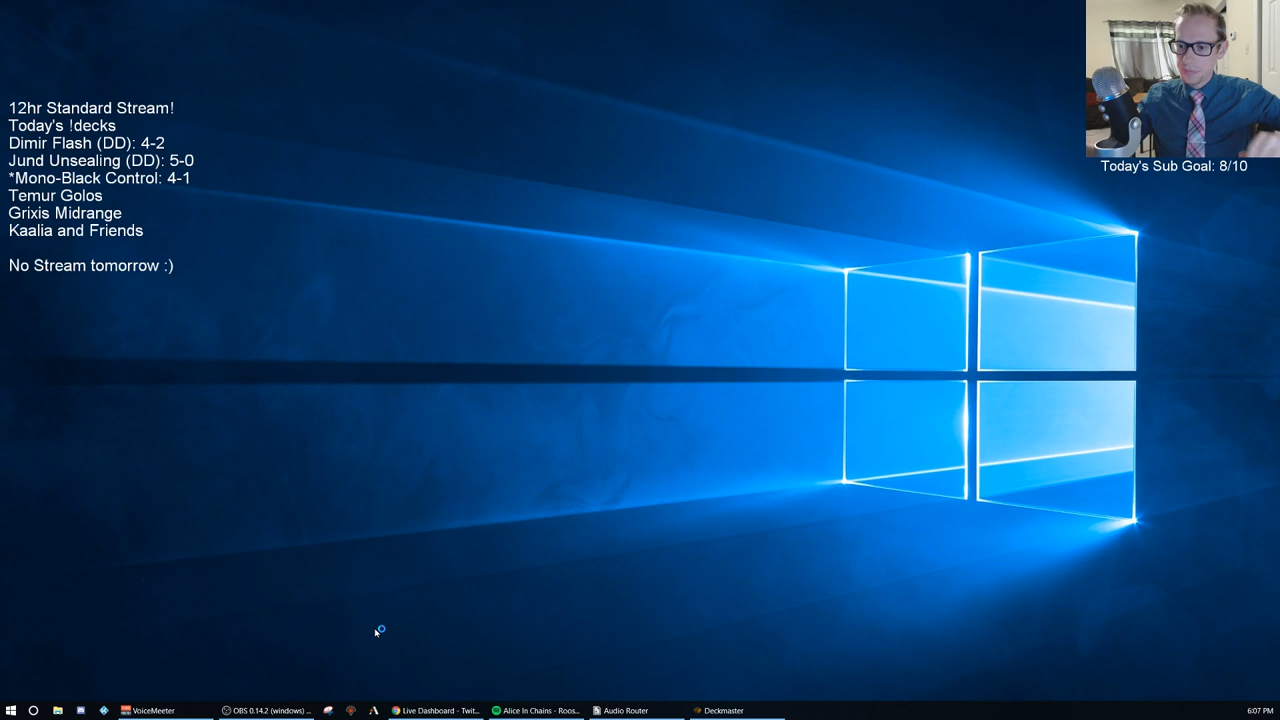 12hr Standard Stream!
Today's !decks
Dimir Flash (DD): 4-2
Jund Unsealing (DD): 5-0
*Mono-Black Control: 4-1
Temur Golos
Grixis Midrange
Kaalia and Friends
No Stream tomorrow :)
Today's Sub Goal: 8/10
VoiceMeeter
OBS 0.14.2 (windows) ...
Live Dashboard - Twit...
Alice In Chains - Roos...
Audio Router
Deckmaster
6:07 PM